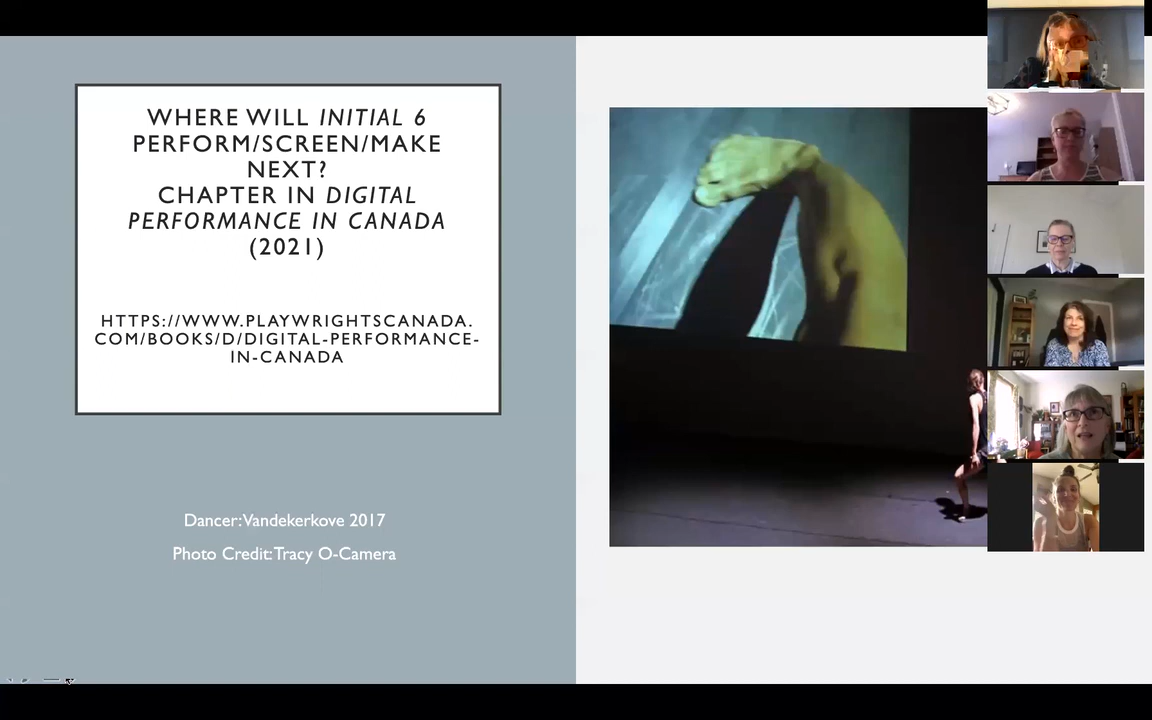 WHERE WILL INITIAL 6
PERFORM/SCREEN/MAKE
NEXT?
CHAPTER IN DIGITAL
PERFORMANCE IN CANADA
(2021)
HTTPS://WWW.PLAYWRIGHTSCANADA.
COM/BOOKS/D/DIGITAL-PERFORMANCE-
IN-CANADA
Dancer:Vandekerkove 2017
Photo Credit:Tracy O-Camera